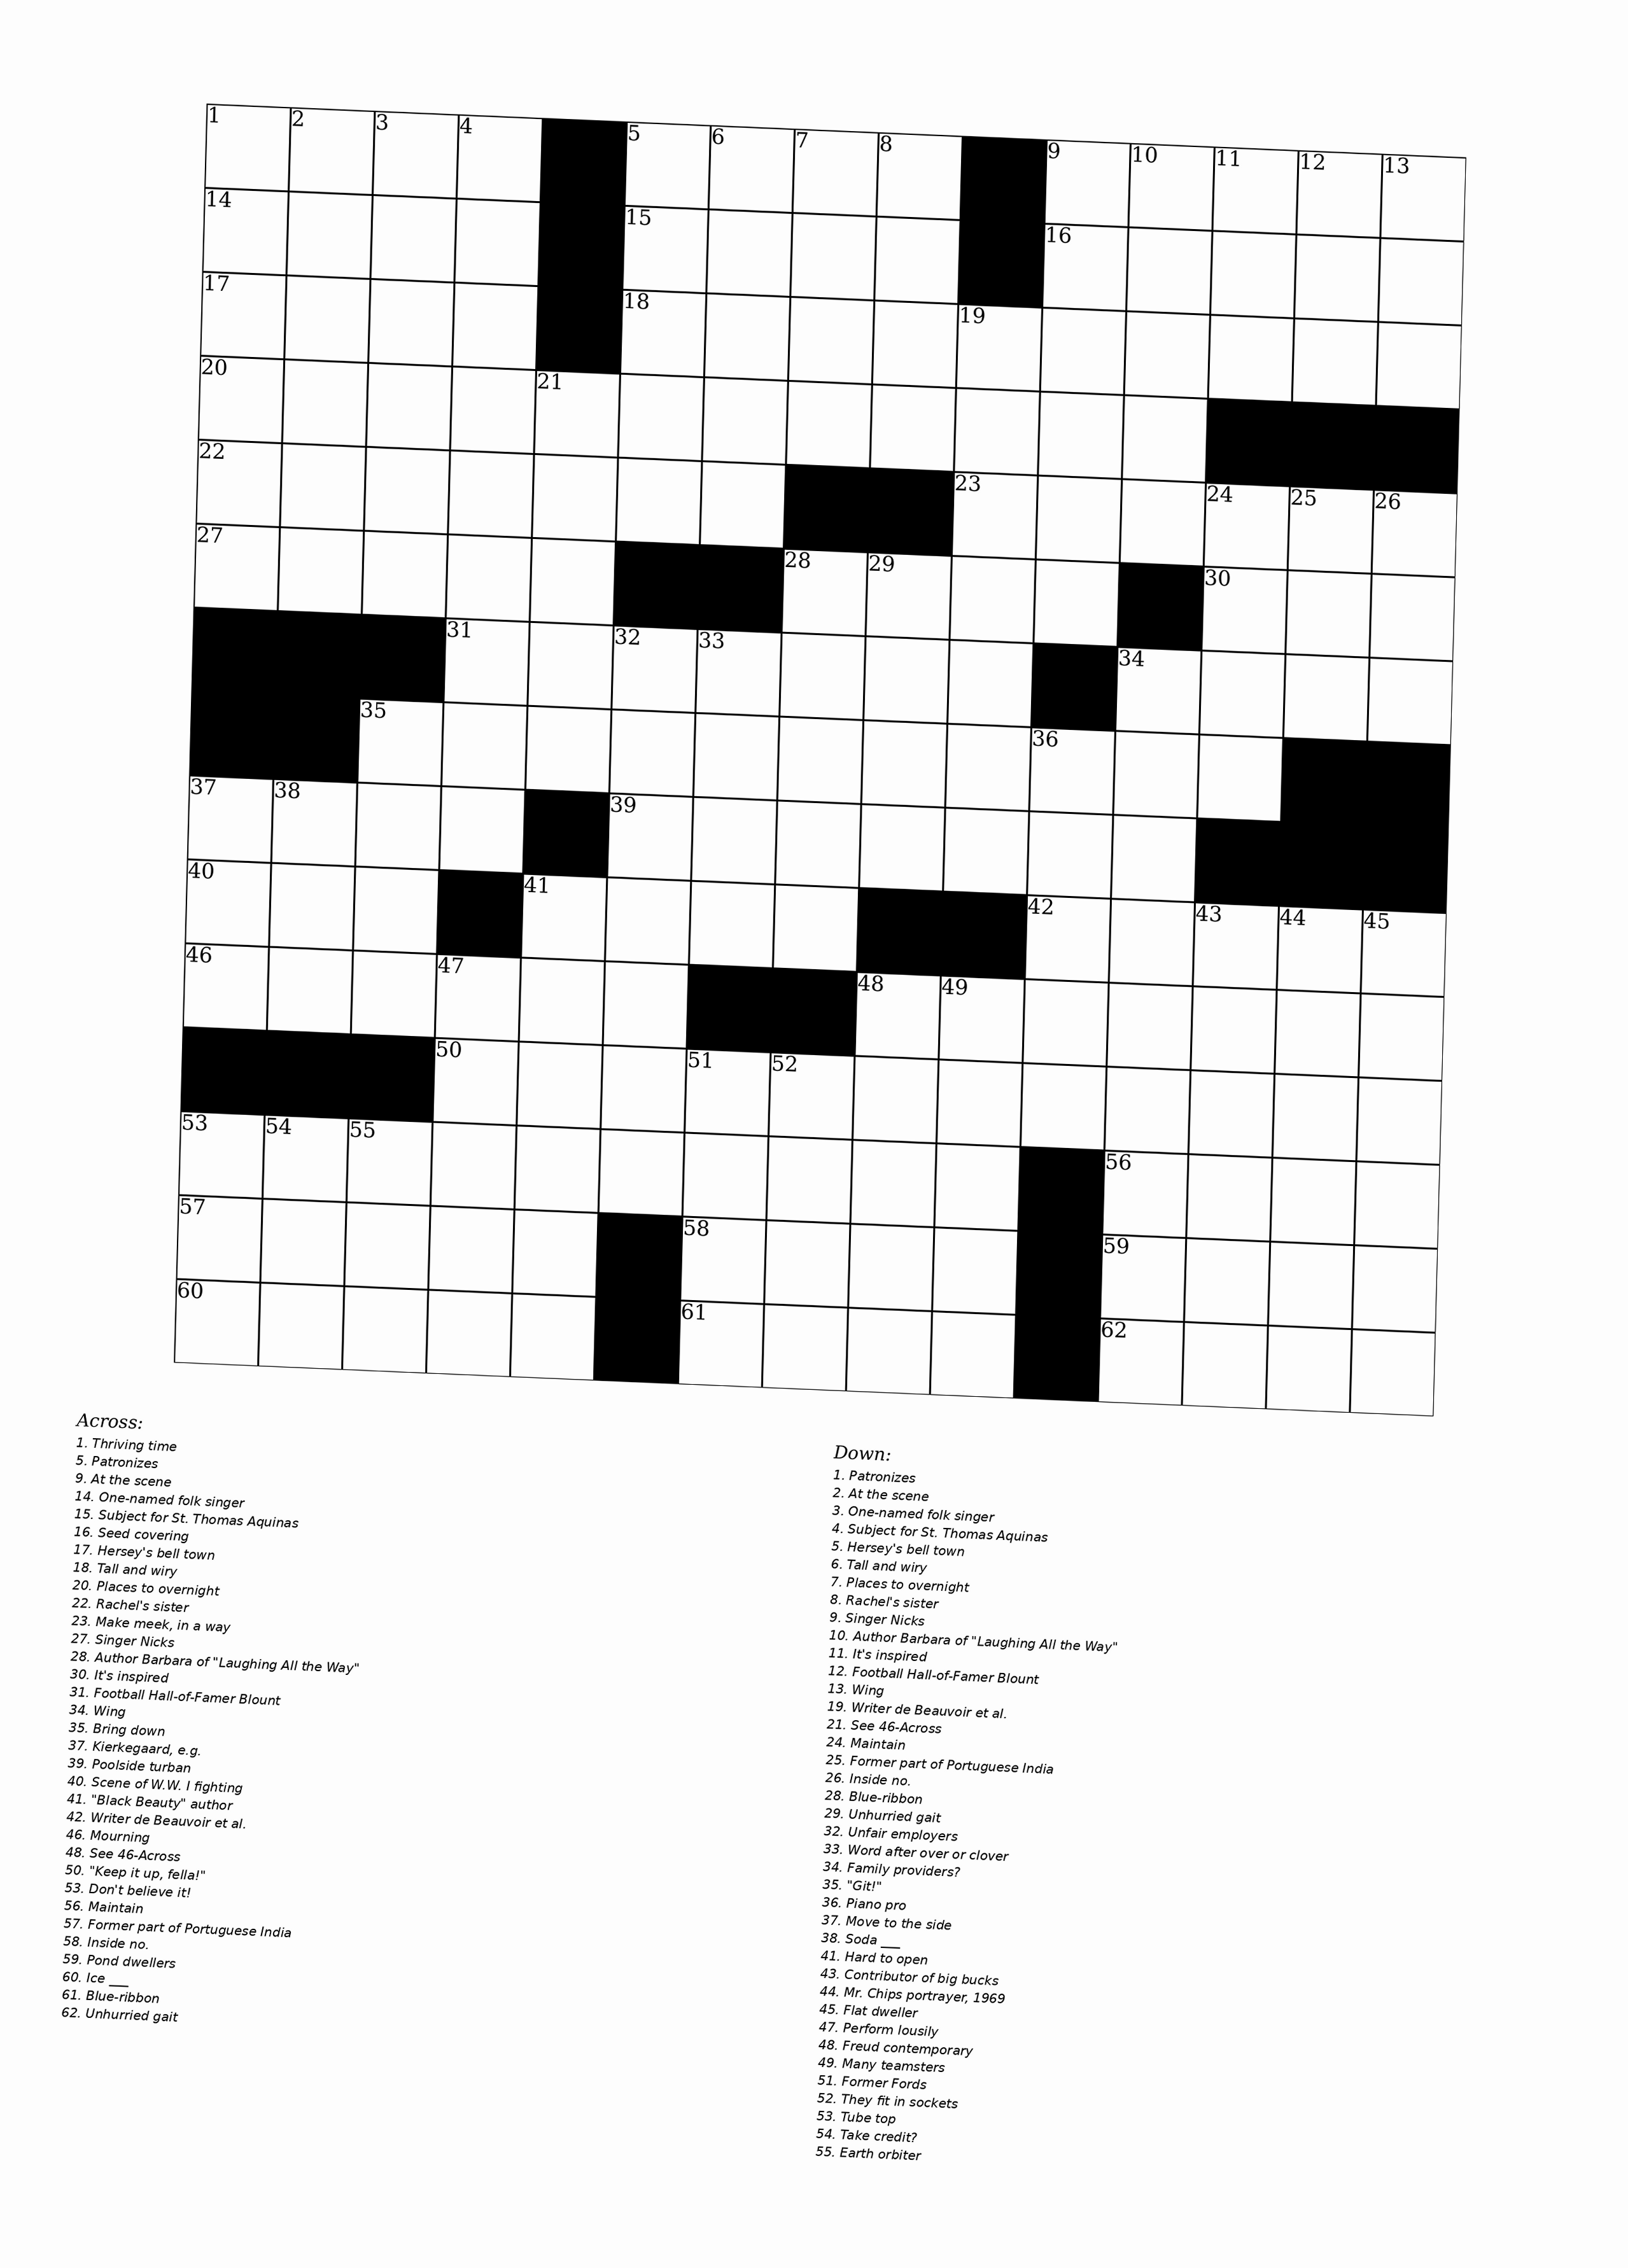 1 2 3 4 5 6 7 8 9 10 11 12 13
14 15 16
17 18 19
20 21
22 23 24 25 26
27 28 29 30
31 32 33 34
35 36
37 38 39
40 41 42 43 44 45
46 47 48 49
50 51 52
53 54 55 56
57 58 59
60 61 62
Across:
1. Thriving time
5. Patronizes
9. At the scene
14. One-named folk singer
15. Subject for St. Thomas Aquinas
16. Seed covering
17. Hersey's bell town
18. Tall and wiry
20. Places to overnight
22. Rachel's sister
23. Make meek, in a way
27. Singer Nicks
28. Author Barbara of "Laughing All the Way"
30. It's inspired
31. Football Hall-of-Famer Blount
34. Wing
35. Bring down
37. Kierkegaard, e.g.
39. Poolside turban
40. Scene of W.W. I fighting
41. "Black Beauty" author
42. Writer de Beauvoir et al.
46. Mourning
48. See 46-Across
50. "Keep it up, fella!"
53. Don't believe it!
56. Maintain
57. Former part of Portuguese India
58. Inside no.
59. Pond dwellers
60. Ice ___
61. Blue-ribbon
62. Unhurried gait
Down:
1. Patronizes
2. At the scene
3. One-named folk singer
4. Subject for St. Thomas Aquinas
5. Hersey's bell town
6. Tall and wiry
7. Places to overnight
8. Rachel's sister
9. Singer Nicks
10. Author Barbara of "Laughing All the Way"
11. It's inspired
12. Football Hall-of-Famer Blount
13. Wing
19. Writer de Beauvoir et al.
21. See 46-Across
24. Maintain
25. Former part of Portuguese India
26. Inside no.
28. Blue-ribbon
29. Unhurried gait
32. Unfair employers
33. Word after over or clover
34. Family providers?
35. "Git!"
36. Piano pro
37. Move to the side
38. Soda ___
41. Hard to open
43. Contributor of big bucks
44. Mr. Chips portrayer, 1969
45. Flat dweller
47. Perform lousily
48. Freud contemporary
49. Many teamsters
51. Former Fords
52. They fit in sockets
53. Tube top
54. Take credit?
55. Earth orbiter